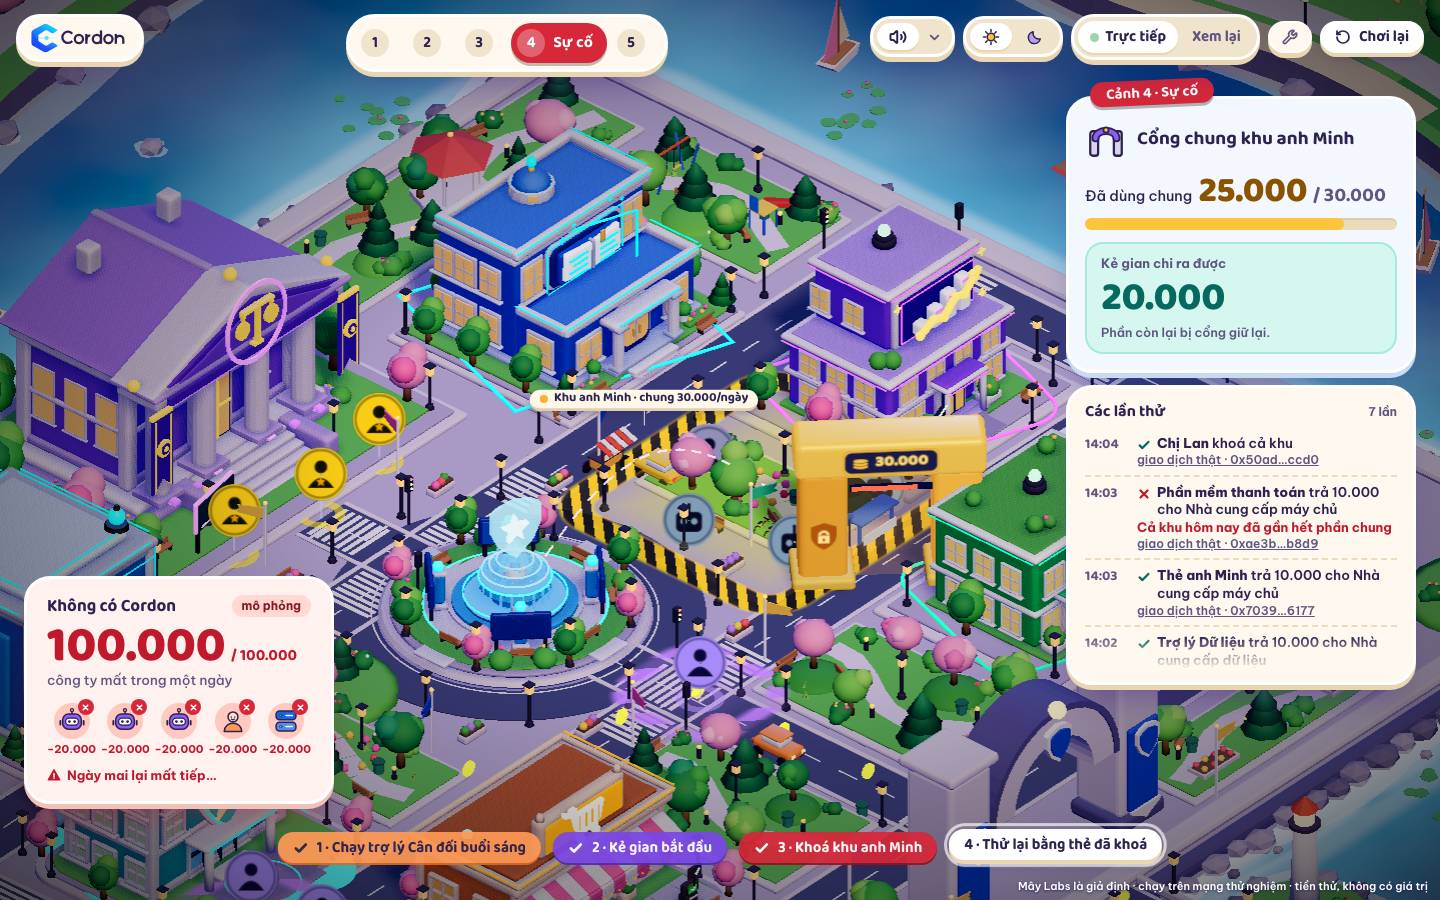 Cordon
1
2
3
4 Sự cố
5
Trực tiếp
Xem lại
Chơi lại
Cảnh 4 · Sự cố
Cổng chung khu anh Minh
Đã dùng chung 25.000 / 30.000
Kẻ gian chi ra được
20.000
Phần còn lại bị cổng giữ lại.
Các lần thử
7 lần
14:04 Chị Lan khoá cả khu
giao dịch thật · 0x50ad...ccd0
14:03 Phần mềm thanh toán trả 10.000
cho Nhà cung cấp máy chủ
Cả khu hôm nay đã gần hết phần chung
giao dịch thật · 0xae3b...b8d9
14:03 Thẻ anh Minh trả 10.000 cho Nhà
cung cấp máy chủ
giao dịch thật · 0x7039...6177
14:02 Trợ lý Dữ liệu trả 10.000 cho Nhà
cung cấp dữ liệu
Khu anh Minh · chung 30.000/ngày
30.000
Không có Cordon
mô phỏng
100.000 / 100.000
công ty mất trong một ngày
-20.000 -20.000 -20.000 -20.000 -20.000
Ngày mai lại mất tiếp...
1 · Chạy trợ lý Cân đối buổi sáng
2 · Kẻ gian bắt đầu
3 · Khoá khu anh Minh
4 · Thử lại bằng thẻ đã khoá
Mây Labs là giả định · chạy trên mạng thử nghiệm · tiền thử, không có giá trị